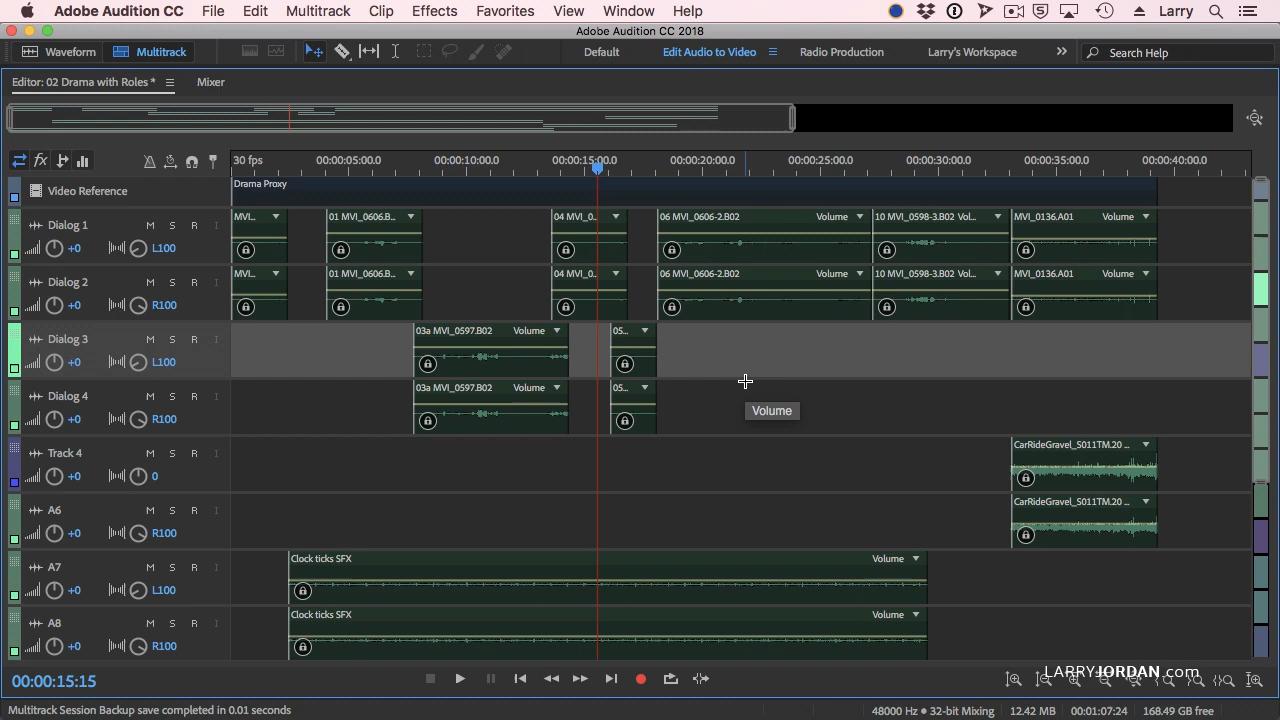 Adobe Audition CC File Edit Multitrack Clip Effects Favorites View Window Help Larry
Adobe Audition CC 2018
Waveform Multitrack Default Edit Audio to Video Radio Production Larry's Workspace Search Help
Editor: 02 Drama with Roles * Mixer
fx 30 fps 00:00:05:00.0 00:00:10:00.0 00:00:15:00.0 00:00:20:00.0 00:00:25:00.0 00:00:30:00.0 00:00:35:00.0 00:00:40:00.0
Video Reference Drama Proxy
MVI... 01 MVI_0606.B... 04 MVI_0... 06 MVI_0606-2.B02 Volume 10 MVI_0598-3.B02 Vol... MVI_0136.A01 Volume
Dialog 1 M S R I
+0 L100
MVI... 01 MVI_0606.B... 04 MVI_0... 06 MVI_0606-2.B02 Volume 10 MVI_0598-3.B02 Vol... MVI_0136.A01 Volume
Dialog 2 M S R I
+0 R100
03a MVI_0597.B02 Volume 05...
Dialog 3 M S R I
+0 L100
03a MVI_0597.B02 Volume 05...
Dialog 4 M S R I
Volume
+0 R100
CarRideGravel_S011TM.20 ...
Track 4 M S R I
+0 0
CarRideGravel_S011TM.20 ...
A6 M S R I
+0 R100
Clock ticks SFX Volume
A7 M S R I
+0 L100
Clock ticks SFX Volume
A8 M S R I
+0 R100
LARRYJORDAN.com
00:00:15:15
Multitrack Session Backup save completed in 0.01 seconds 48000 Hz ● 32-bit Mixing 12.42 MB 00:01:07:24 168.49 GB free